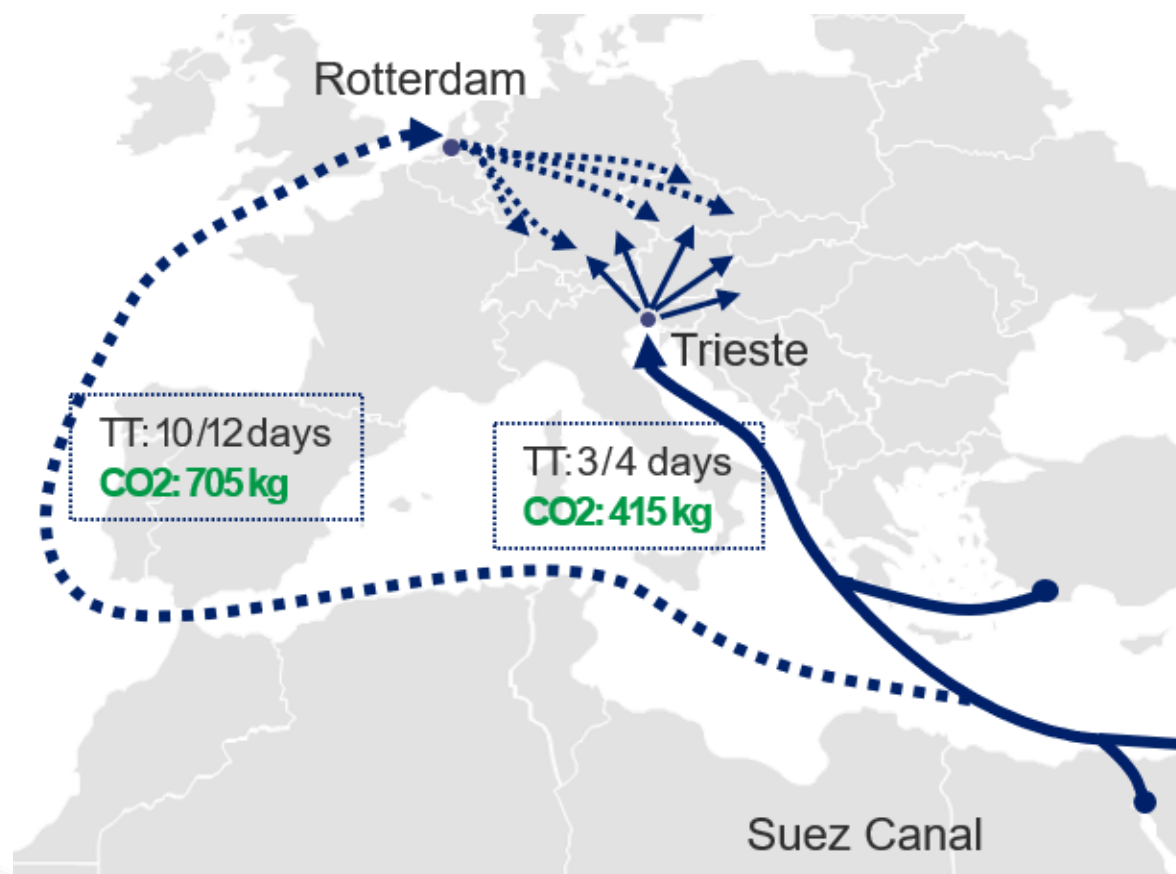 Rotterdam
Trieste
TT: 10/12 days
CO2: 705 kg
TT: 3/4 days
CO2: 415 kg
Suez Canal